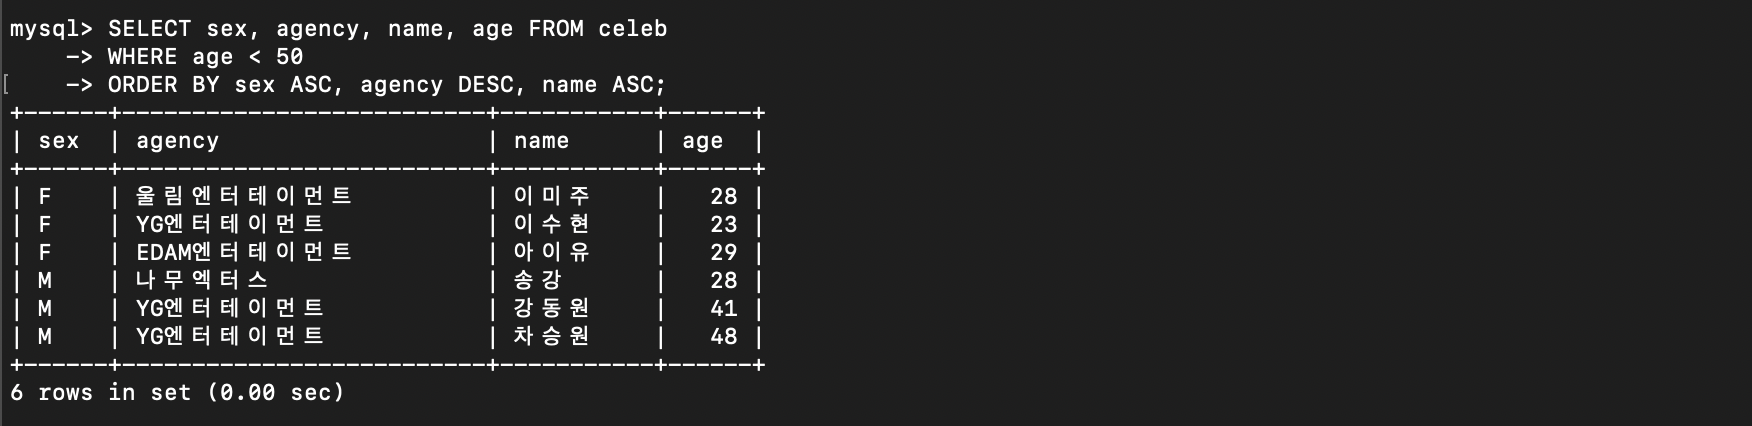 mysql> SELECT sex, agency, name, age FROM celeb
    -> WHERE age < 50
[    -> ORDER BY sex ASC, agency DESC, name ASC;
+------+--------------------------+-----------+------+
| sex  | agency                   | name      | age  |
+------+--------------------------+-----------+------+
| F    | 울림엔터테이먼트 | 이미주 |   28 |
| F    | YG엔터테이먼트 | 이수현 |   23 |
| F    | EDAM엔터테이먼트 | 아이유 |   29 |
| M    | 나무엑터스 | 송강 |   28 |
| M    | YG엔터테이먼트 | 강동원 |   41 |
| M    | YG엔터테이먼트 | 차승원 |   48 |
+------+--------------------------+-----------+------+
6 rows in set (0.00 sec)